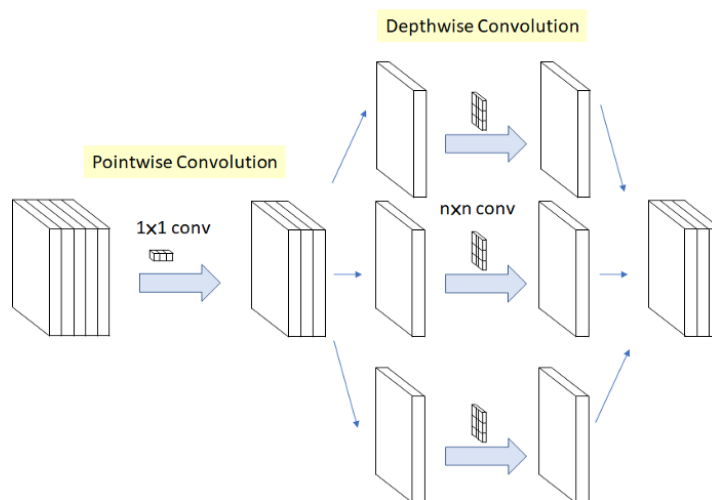 Depthwise Convolution
Pointwise Convolution
1x1 conv
nxn conv